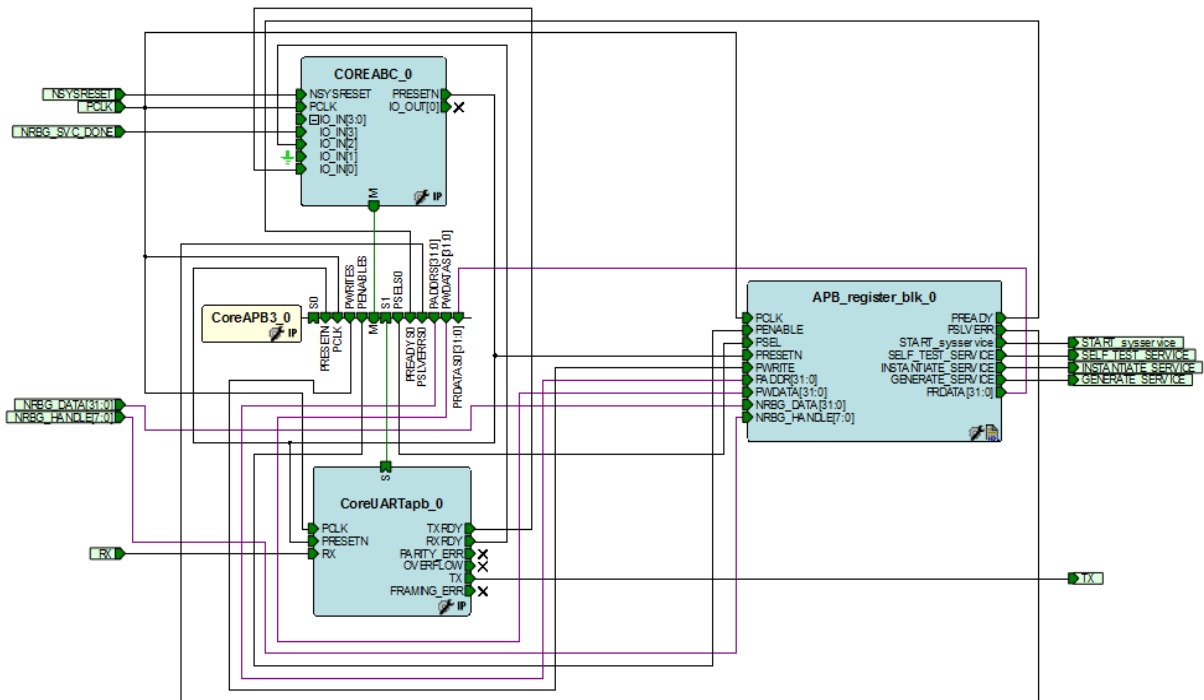 COREABC_0
NSYSRESET
PCLK
NRBG_SVC_DONE
NSYSRESET
PCLK
IO_IN[3:0]
IO_IN[3]
IO_IN[2]
IO_IN[1]
IO_IN[0]
PRESETN
IO_OUT[0]
IP
M
CoreAPB3_0
IP
S0
PRESETN
PCLK
PWRITES
PENABLES
M
S1
PSELS0
PREADYS0
PSLVERRS0
PADDRS[31:0]
PWDATAS[31:0]
PRDATAS0[31:0]
APB_register_blk_0
PCLK
PENABLE
PSEL
PRESETN
PWRITE
PADDR[31:0]
PWDATA[31:0]
NRBG_DATA[31:0]
NRBG_HANDLE[7:0]
PREADY
PSLVERR
START_sysservice
SELF_TEST_SERVICE
INSTANTIATE_SERVICE
GENERATE_SERVICE
PRDATA[31:0]
START_sysservice
SELF_TEST_SERVICE
INSTANTIATE_SERVICE
GENERATE_SERVICE
NRBG_DATA[31:0]
NRBG_HANDLE[7:0]
S
CoreUARTapb_0
PCLK
PRESETN
RX
TXRDY
RXRDY
PARITY_ERR
OVERFLOW
TX
FRAMING_ERR
IP
RX
TX